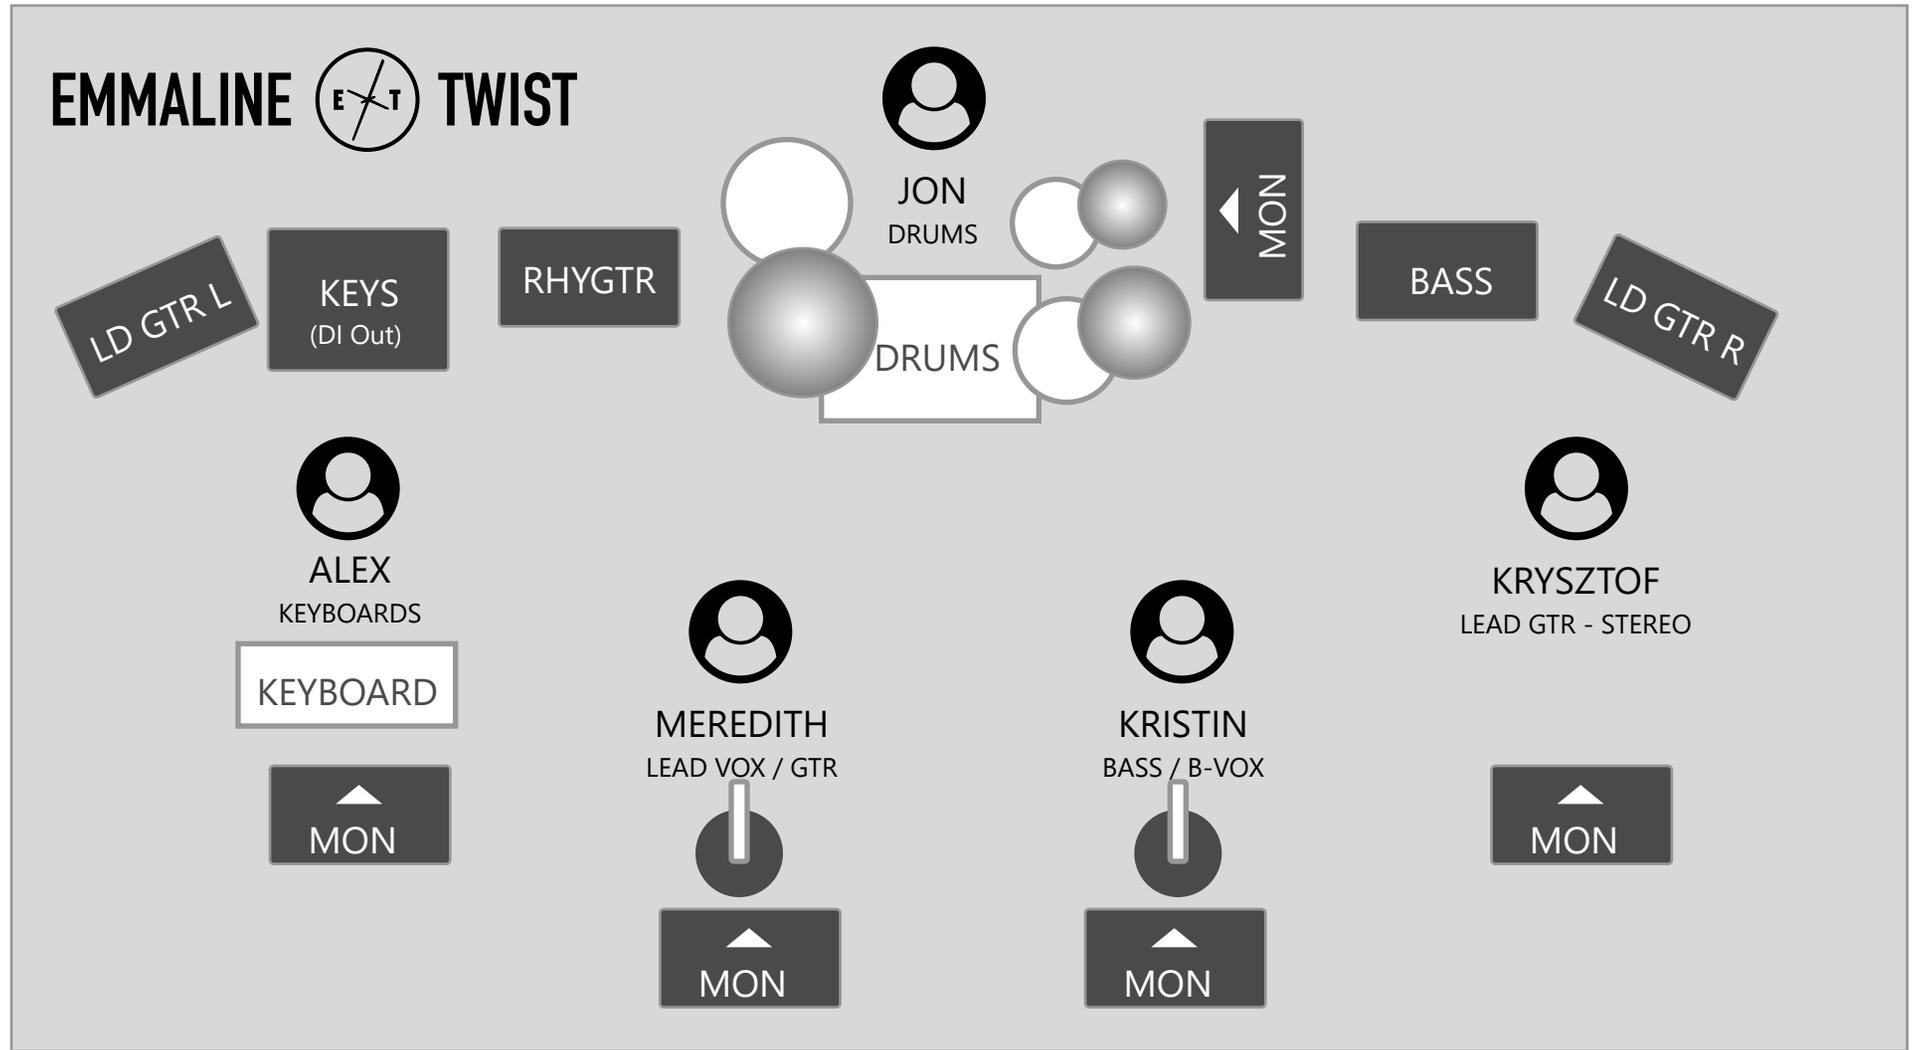 EMMALINE E T TWIST
JON
DRUMS
MON
LD GTR L
KEYS
(DI Out)
RHYGTR
DRUMS
BASS
LD GTR R
ALEX
KEYBOARDS
KEYBOARD
MON
MEREDITH
LEAD VOX / GTR
MON
KRISTIN
BASS / B-VOX
MON
KRYSZTOF
LEAD GTR - STEREO
MON